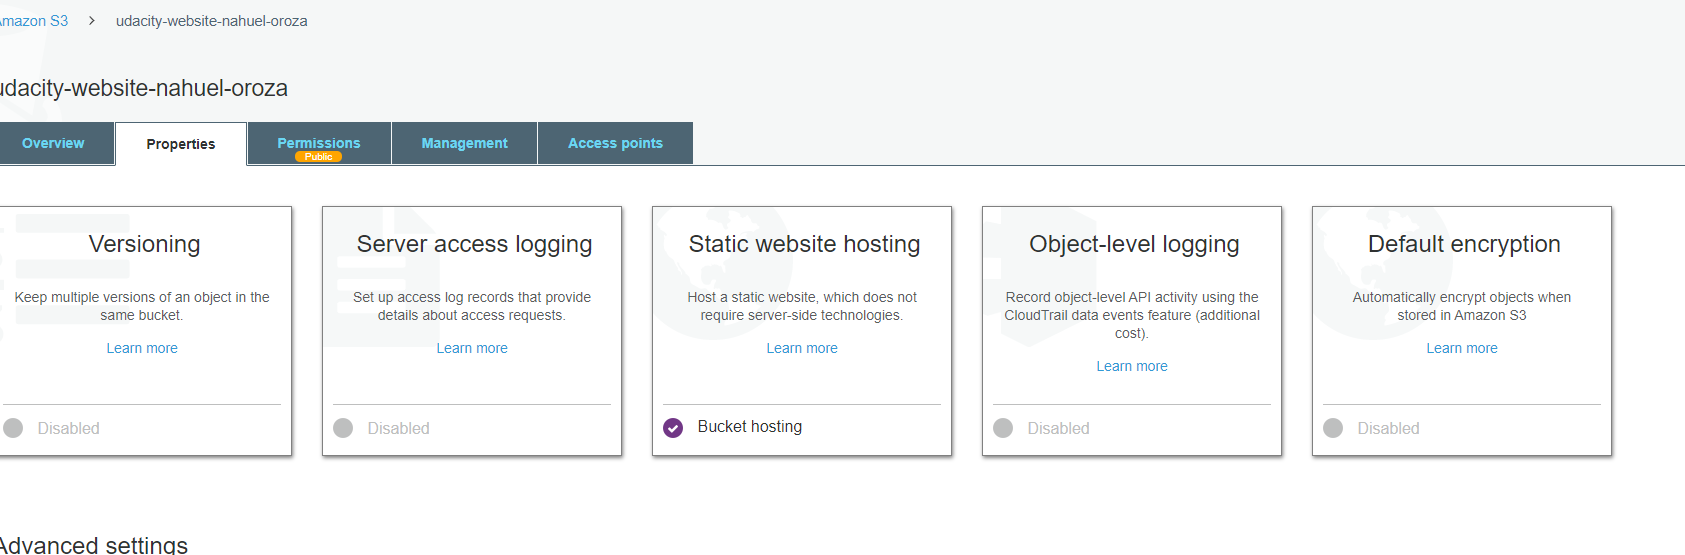 Amazon S3 > udacity-website-nahuel-oroza
udacity-website-nahuel-oroza
Overview
Properties
Permissions
Public
Management
Access points
Versioning
Keep multiple versions of an object in the
same bucket.
Learn more
Disabled
Server access logging
Set up access log records that provide
details about access requests.
Learn more
Disabled
Static website hosting
Host a static website, which does not
require server-side technologies.
Learn more
Bucket hosting
Object-level logging
Record object-level API activity using the
CloudTrail data events feature (additional
cost).
Learn more
Disabled
Default encryption
Automatically encrypt objects when
stored in Amazon S3
Learn more
Disabled
Advanced settings